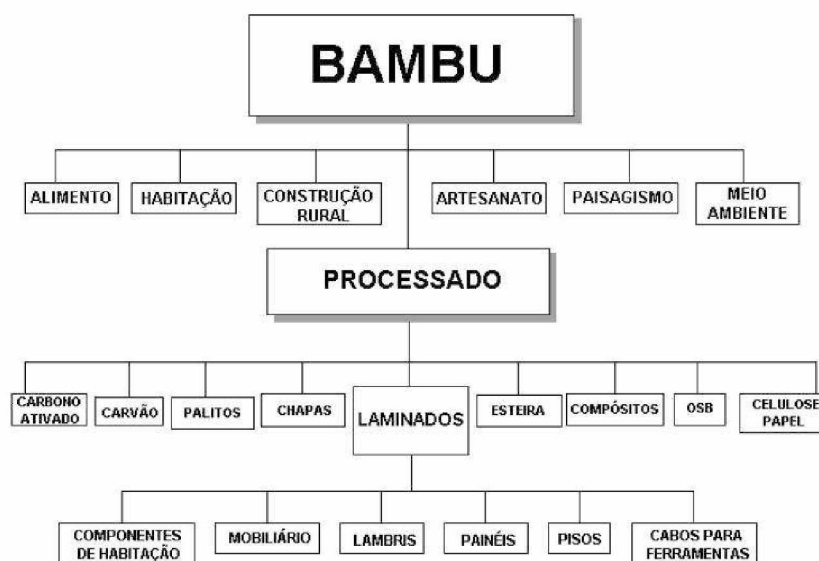 BAMBU
ALIMENTO
HABITAÇÃO
CONSTRUÇÃO
RURAL
ARTESANATO
PAISAGISMO
MEIO
AMBIENTE
PROCESSADO
CARBONO
ATIVADO
CARVÃO
PALITOS
CHAPAS
LAMINADOS
ESTEIRA
COMPÓSITOS
OSB
CELULOSE
PAPEL
COMPONENTES
DE HABITAÇÃO
MOBILIÁRIO
LAMBRIS
PAINÉIS
PISOS
CABOS PARA
FERRAMENTAS